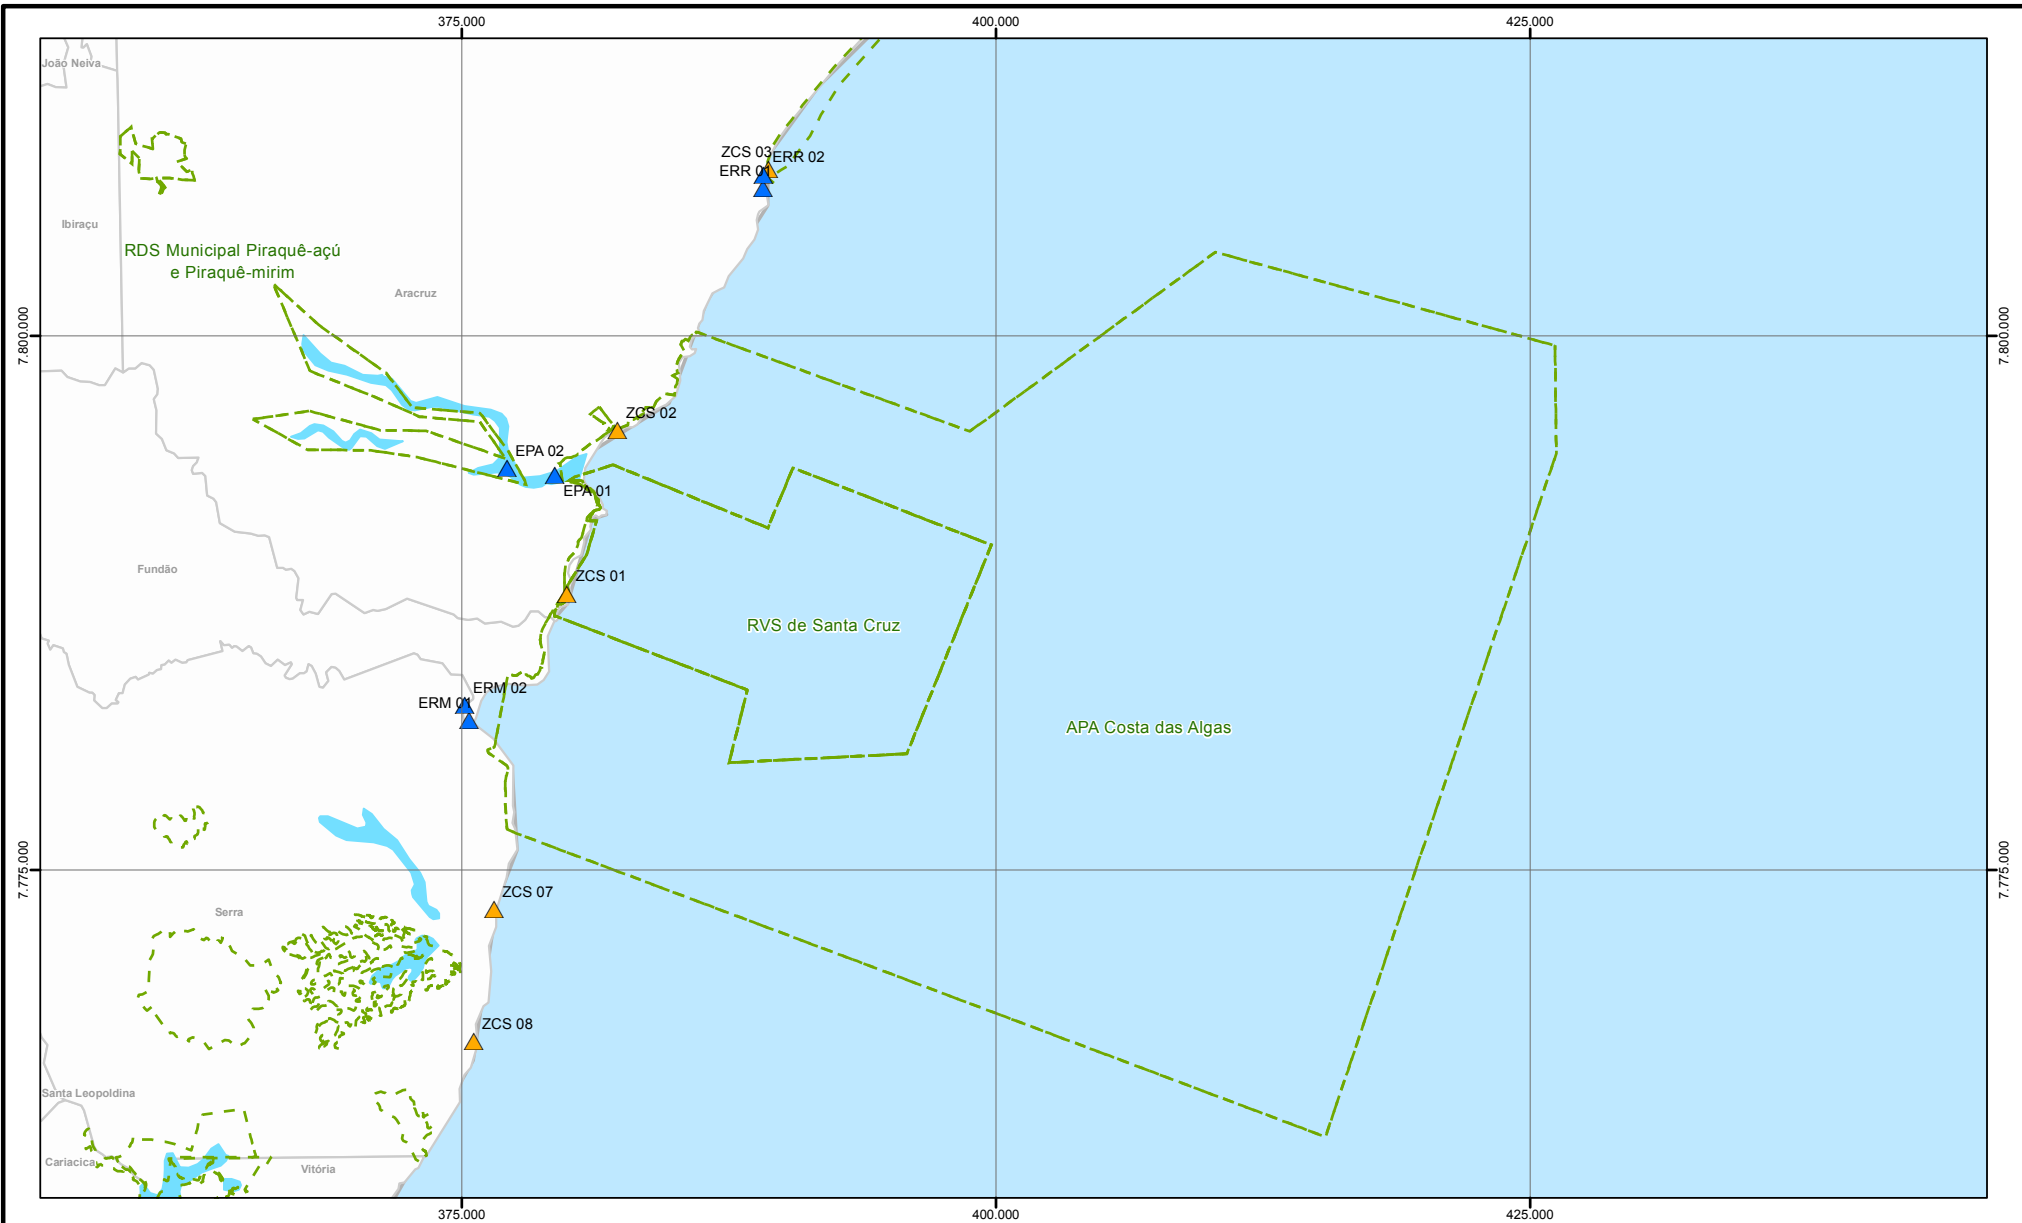 375.000
400.000
425.000
João Neiva
ZCS 03
ERR 02
ERR 01
Ibiraçu
RDS Municipal Piraquê-açú
e Piraquê-mirim
Aracruz
7.800.000
7.800.000
ZCS 02
EPA 02
EPA 01
Fundão
ZCS 01
RVS de Santa Cruz
ERM 02
ERM 01
APA Costa das Algas
7.775.000
7.775.000
ZCS 07
Serra
ZCS 08
Santa Leopoldina
Cariacica
Vitória
375.000
400.000
425.000